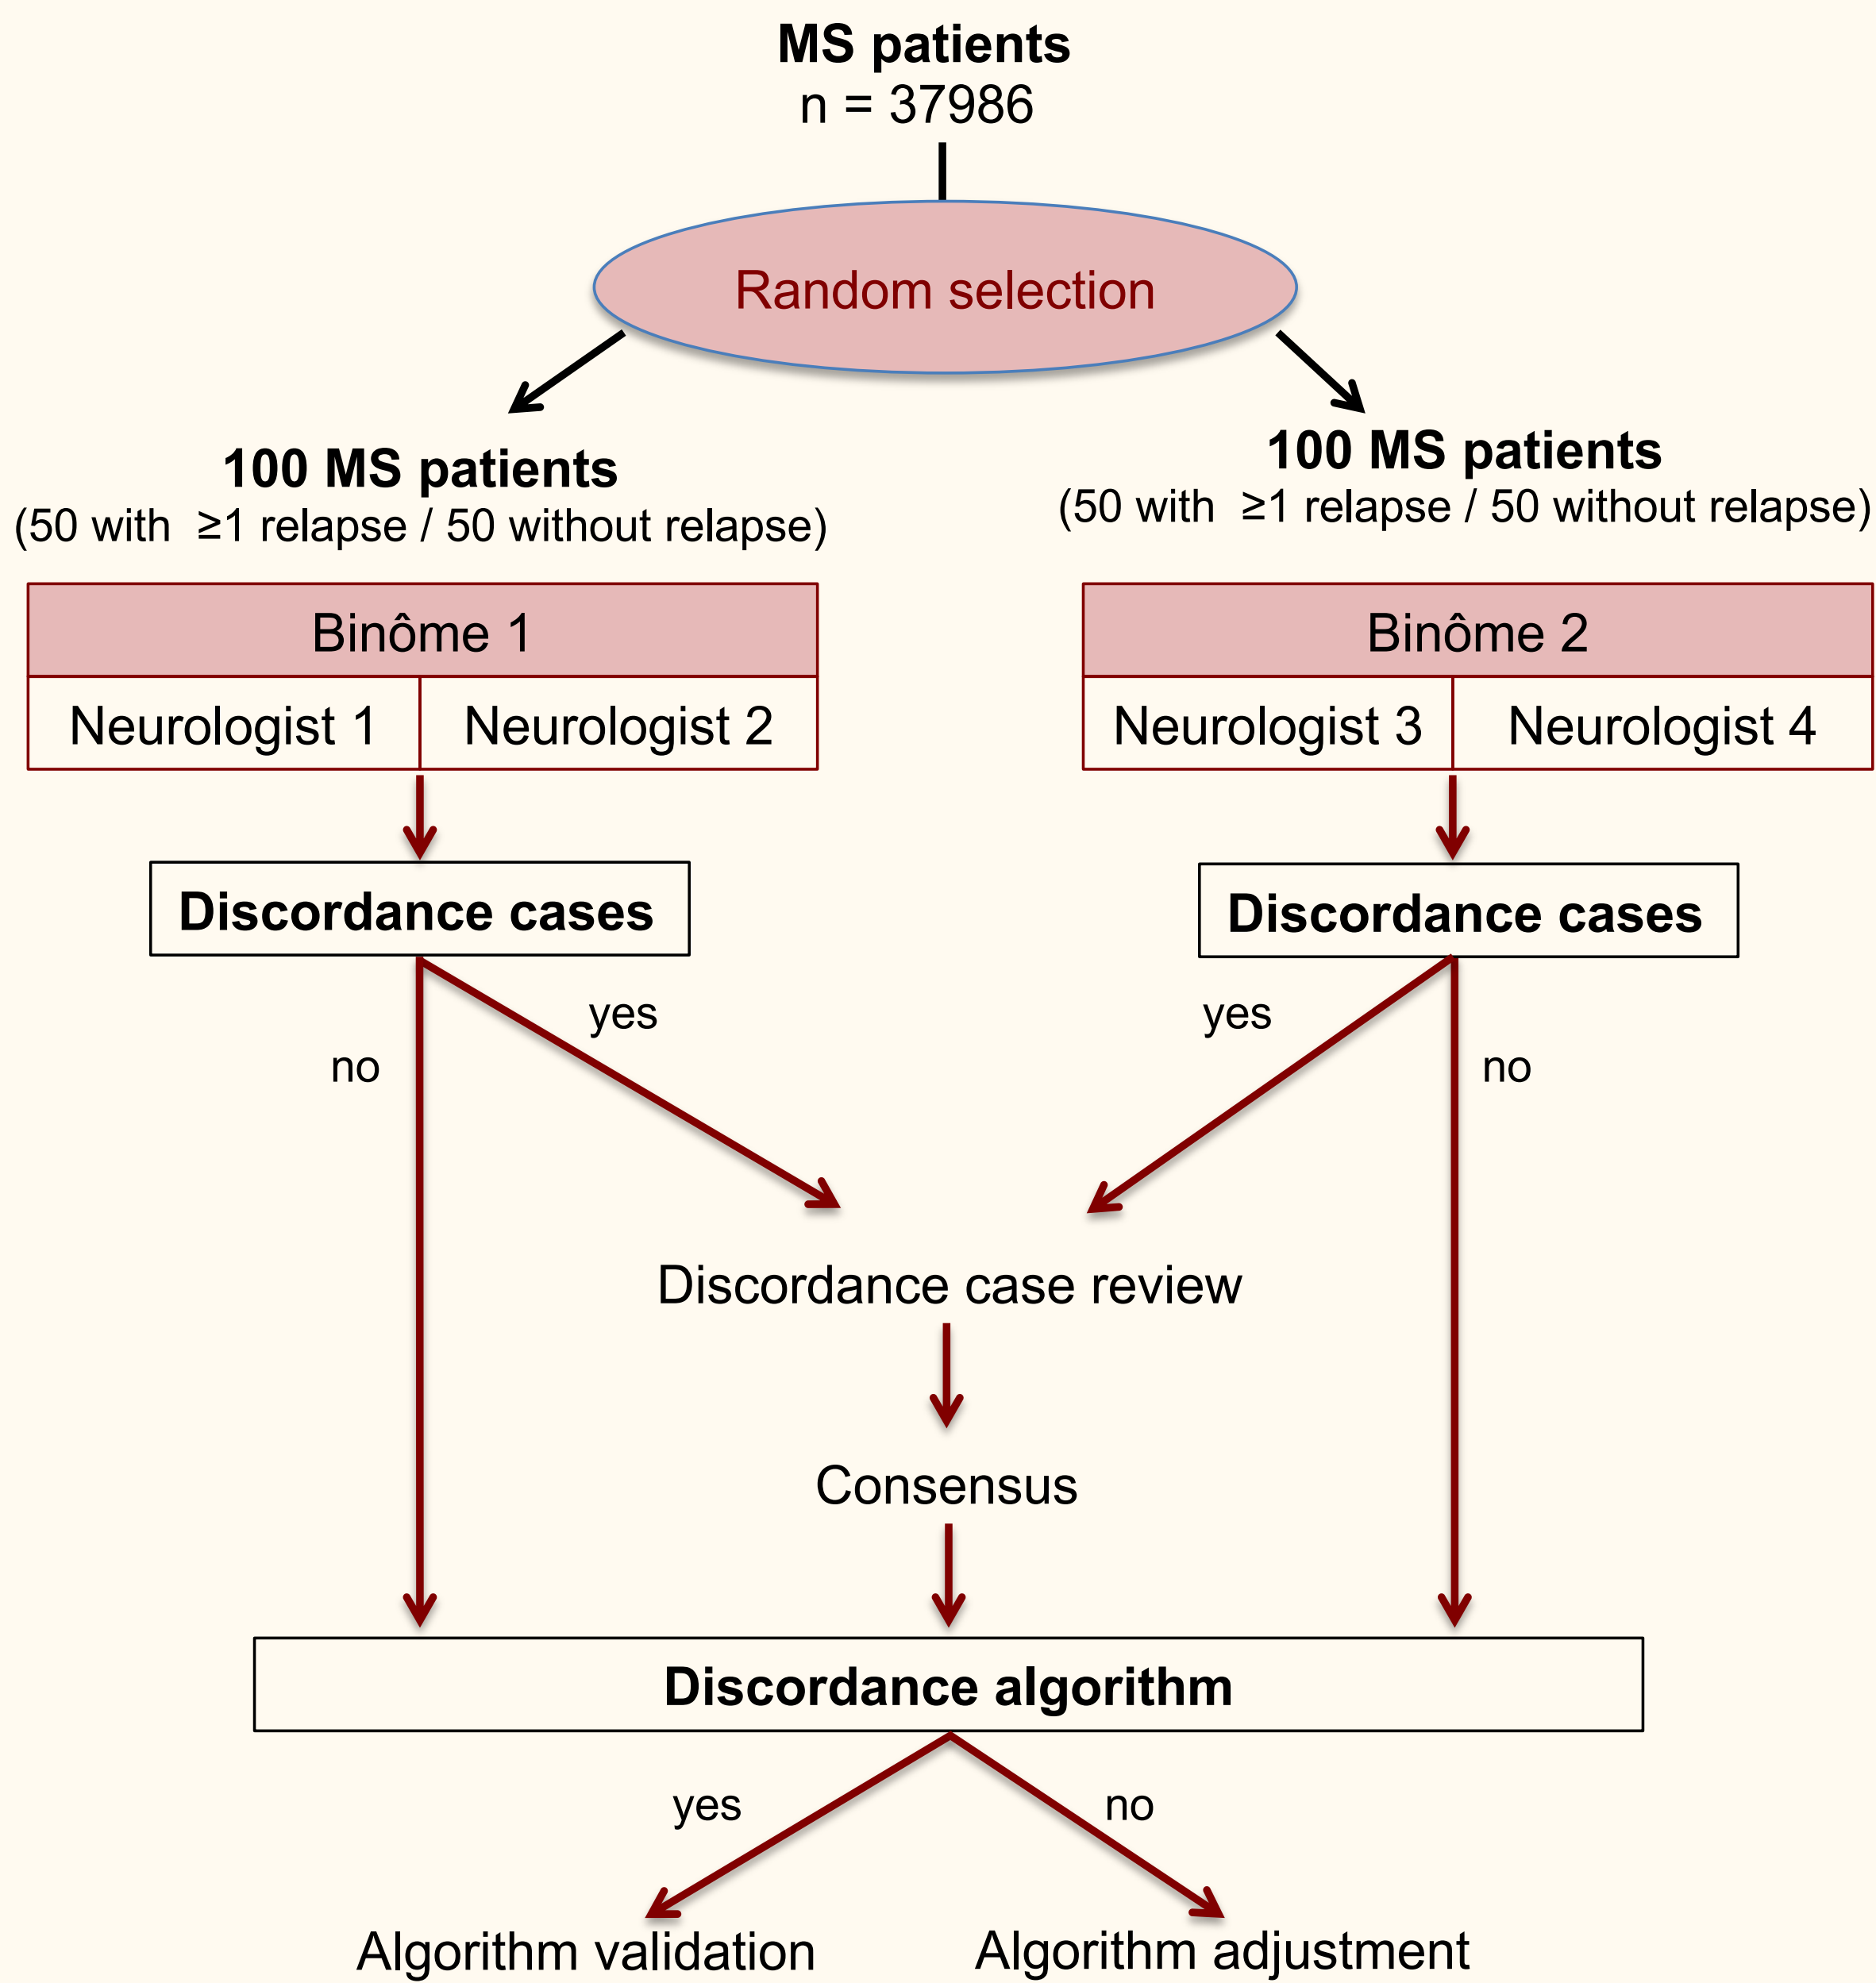 MS patients
n = 37986
Random selection
100 MS patients
(50 with  ≥1 relapse / 50 without relapse)
100 MS patients
(50 with  ≥1 relapse / 50 without relapse)
Binôme 1
Neurologist 1
Neurologist 2
Binôme 2
Neurologist 3
Neurologist 4
Discordance cases
Discordance cases
yes
no
yes
no
Discordance case review
Consensus
Discordance algorithm
yes
no
Algorithm validation
Algorithm adjustment